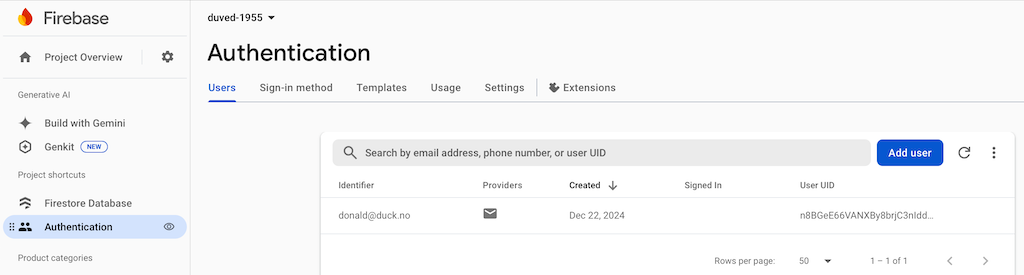 Firebase
duved-1955
Project Overview
Authentication
Users Sign-in method Templates Usage Settings Extensions
Generative AI
Build with Gemini
Genkit NEW
Project shortcuts
Firestore Database
Authentication
Product categories
Search by email address, phone number, or user UID
Add user
Identifier Providers Created Signed In User UID
donald@duck.no Dec 22, 2024 n8BGeE66VANXBy8brjC3nIdd…
Rows per page: 50 1 – 1 of 1